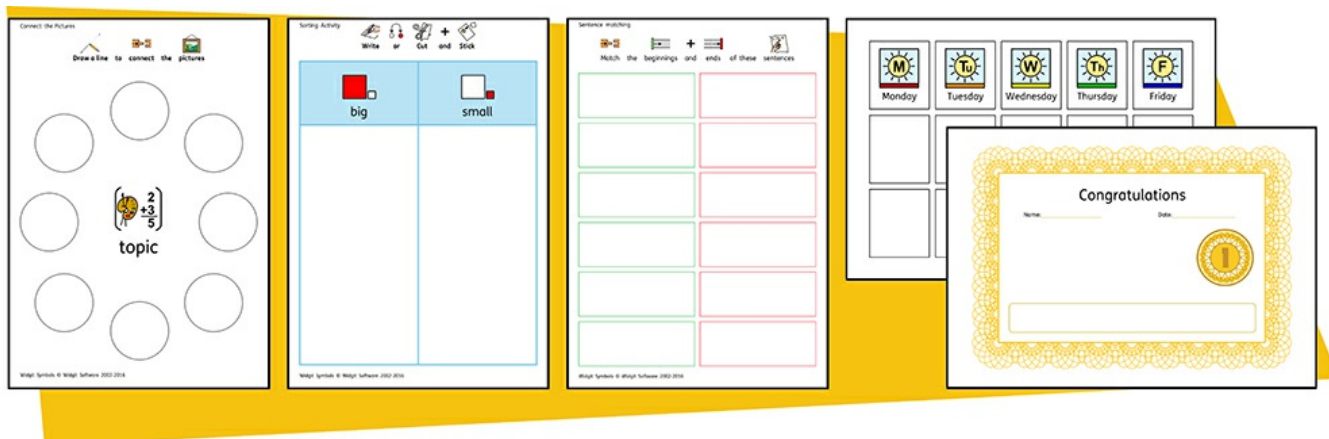 Connect the Pictures
Draw a line to connect the pictures
2
+3
5
topic
Widgit Symbols © Widgit Software 2002-2016
Sorting Activity
Write or Cut and Stick
big small
Widgit Symbols © Widgit Software 2002-2016
Sentence matching
Match the beginnings and ends of these sentences
Widgit Symbols © Widgit Software 2002-2016
M Tu W Th F
Monday Tuesday Wednesday Thursday Friday
Congratulations
Name: Date:
1